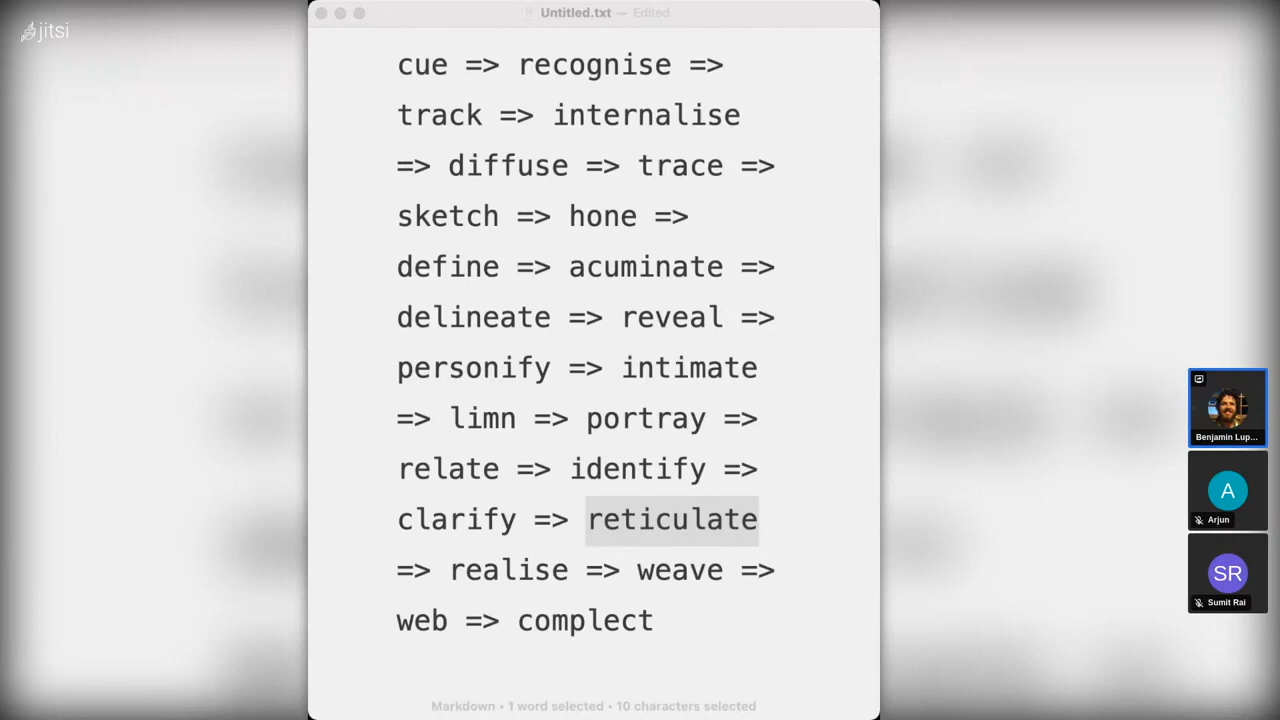 jitsi
Untitled.txt — Edited
cue => recognise =>
track => internalise
=> diffuse => trace =>
sketch => hone =>
define => acuminate =>
delineate => reveal =>
personify => intimate
=> limn => portray =>
relate => identify =>
clarify => reticulate
=> realise => weave =>
web => complect
Markdown • 1 word selected • 10 characters selected
Benjamin Lup...
A
Arjun
SR
Sumit Rai